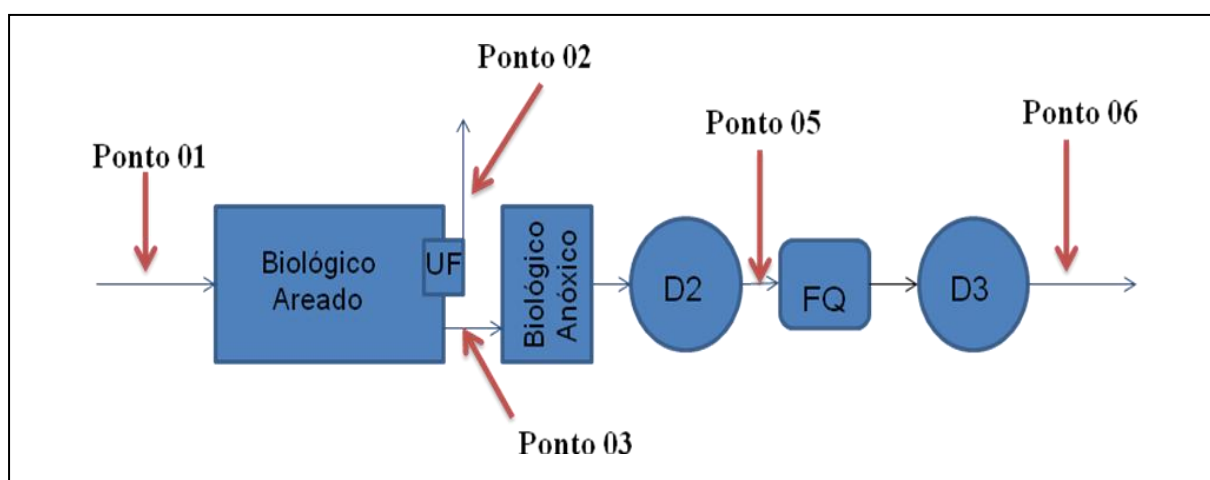 Ponto 02
Ponto 06
Ponto 05
Ponto 01
Biológico
Areado
UF
Biológico
Anóxico
D2
FQ
D3
Ponto 03